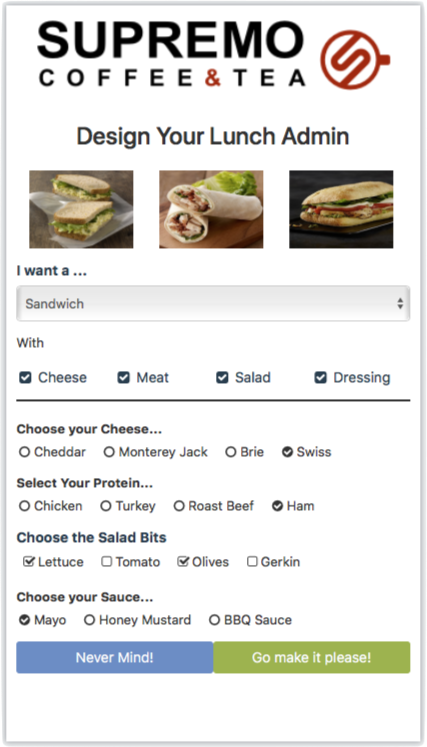 SUPREMO
COFFEE&TEA
Design Your Lunch Admin
I want a ...
Sandwich
With
Cheese Meat Salad Dressing
Choose your Cheese...
Cheddar Monterey Jack Brie Swiss
Select Your Protein...
Chicken Turkey Roast Beef Ham
Choose the Salad Bits
Lettuce Tomato Olives Gerkin
Choose your Sauce...
Mayo Honey Mustard BBQ Sauce
Never Mind! Go make it please!